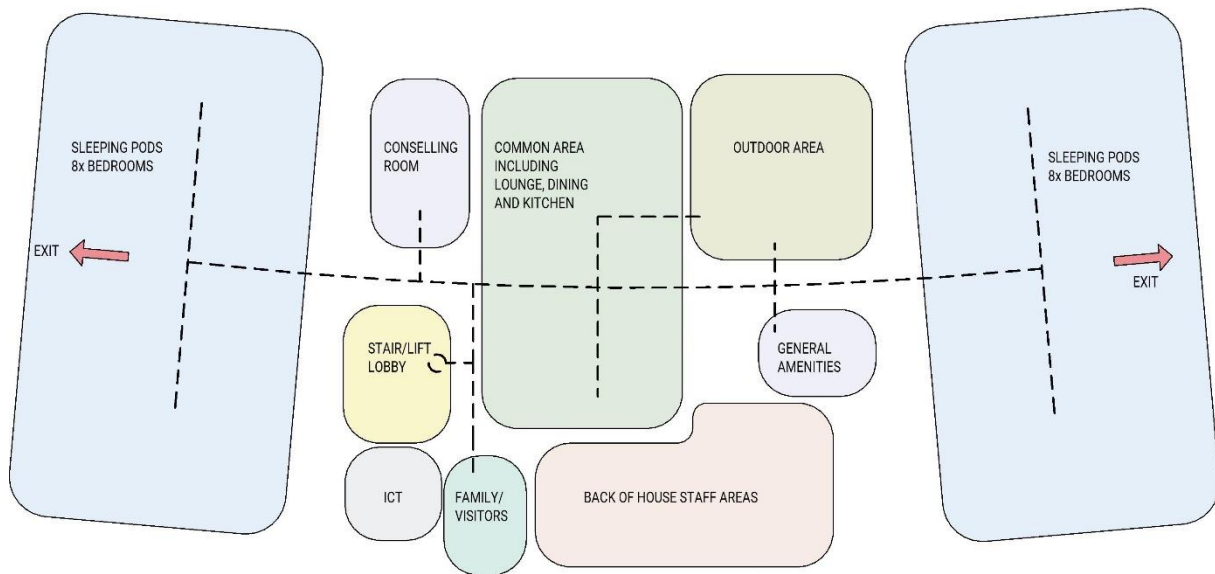 SLEEPING PODS
8x BEDROOMS
EXIT
CONSELLING
ROOM
COMMON AREA
INCLUDING
LOUNGE, DINING
AND KITCHEN
OUTDOOR AREA
SLEEPING PODS
8x BEDROOMS
EXIT
STAIR/LIFT
LOBBY
GENERAL
AMENITIES
ICT
FAMILY/
VISITORS
BACK OF HOUSE STAFF AREAS